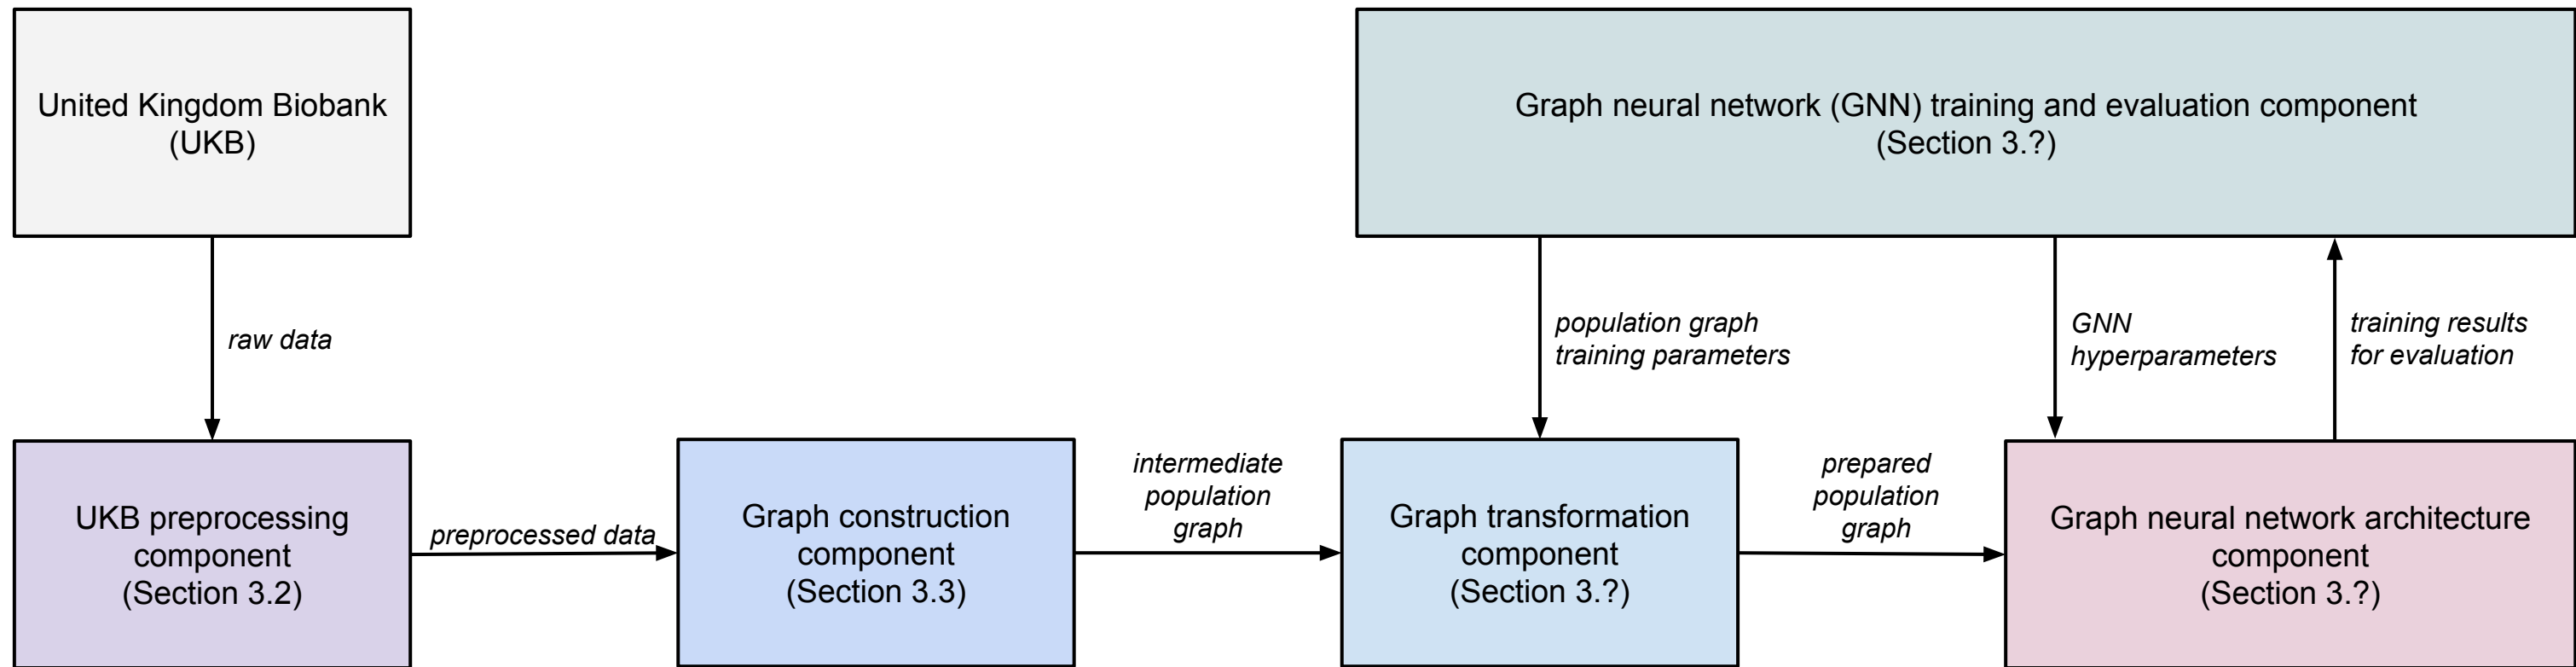 United Kingdom Biobank
(UKB)
Graph neural network (GNN) training and evaluation component
(Section 3.?)
raw data
population graph
training parameters
GNN
hyperparameters
training results
for evaluation
UKB preprocessing
component
(Section 3.2)
preprocessed data
Graph construction
component
(Section 3.3)
intermediate
population
graph
Graph transformation
component
(Section 3.?)
prepared
population
graph
Graph neural network architecture
component
(Section 3.?)